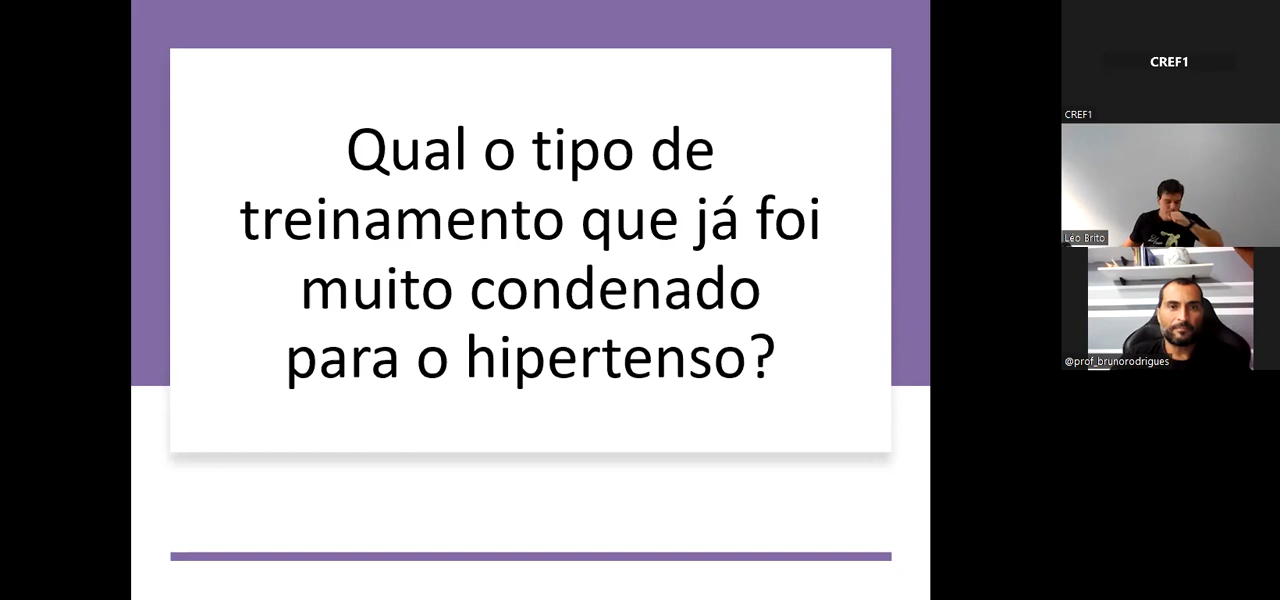 Qual o tipo de
treinamento que já foi
muito condenado
para o hipertenso?
CREF1
CREF1
Léo Brito
@prof_brunorodrigues